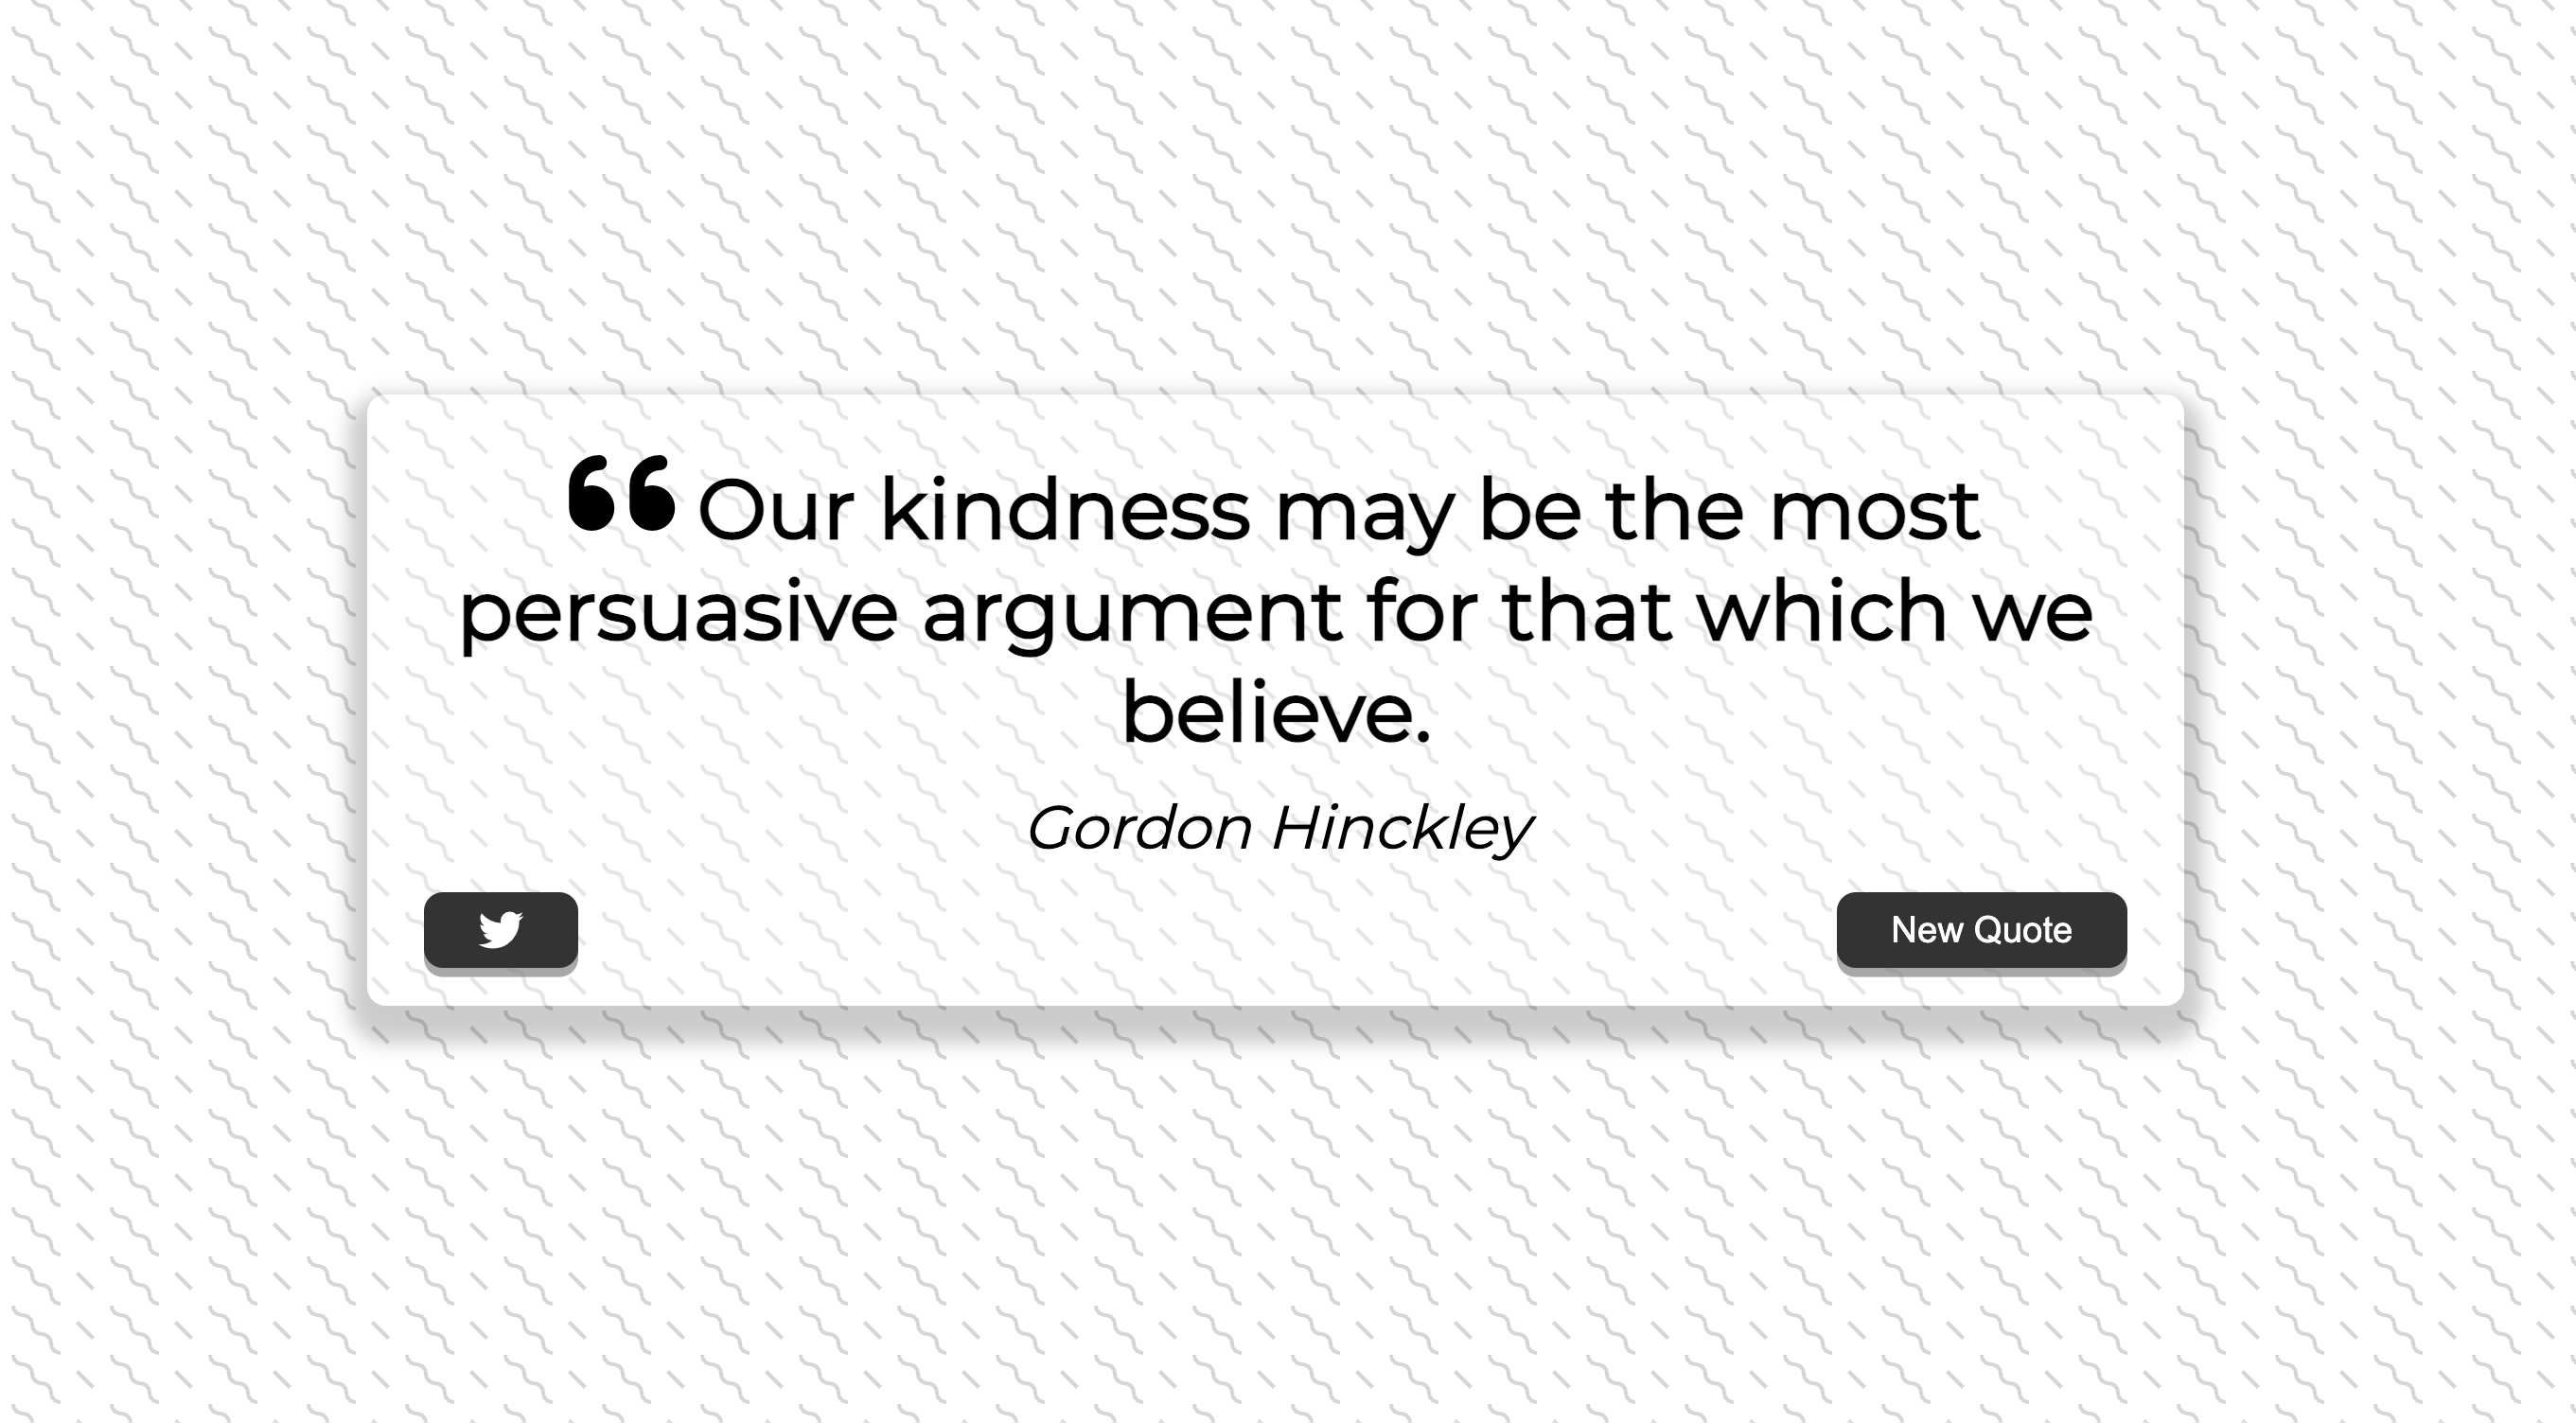 “ Our kindness may be the most
persuasive argument for that which we
believe.
Gordon Hinckley
New Quote